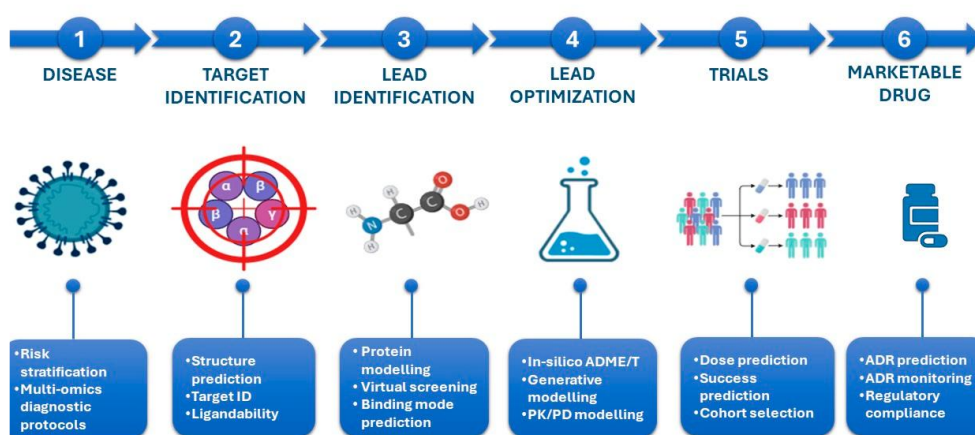 1
2
3
4
5
6
DISEASE
TARGET
IDENTIFICATION
LEAD
IDENTIFICATION
LEAD
OPTIMIZATION
TRIALS
MARKETABLE
DRUG
α
β
β
γ
α
H
N
H
H
C
C
O
O
H
•Risk
stratification
•Multi-omics
diagnostic
protocols
•Structure
prediction
•Target ID
•Ligandability
•Protein
modelling
•Virtual screening
•Binding mode
prediction
•In-silico ADME/T
•Generative
modelling
•PK/PD modelling
•Dose prediction
•Success
prediction
•Cohort selection
•ADR prediction
•ADR monitoring
•Regulatory
compliance